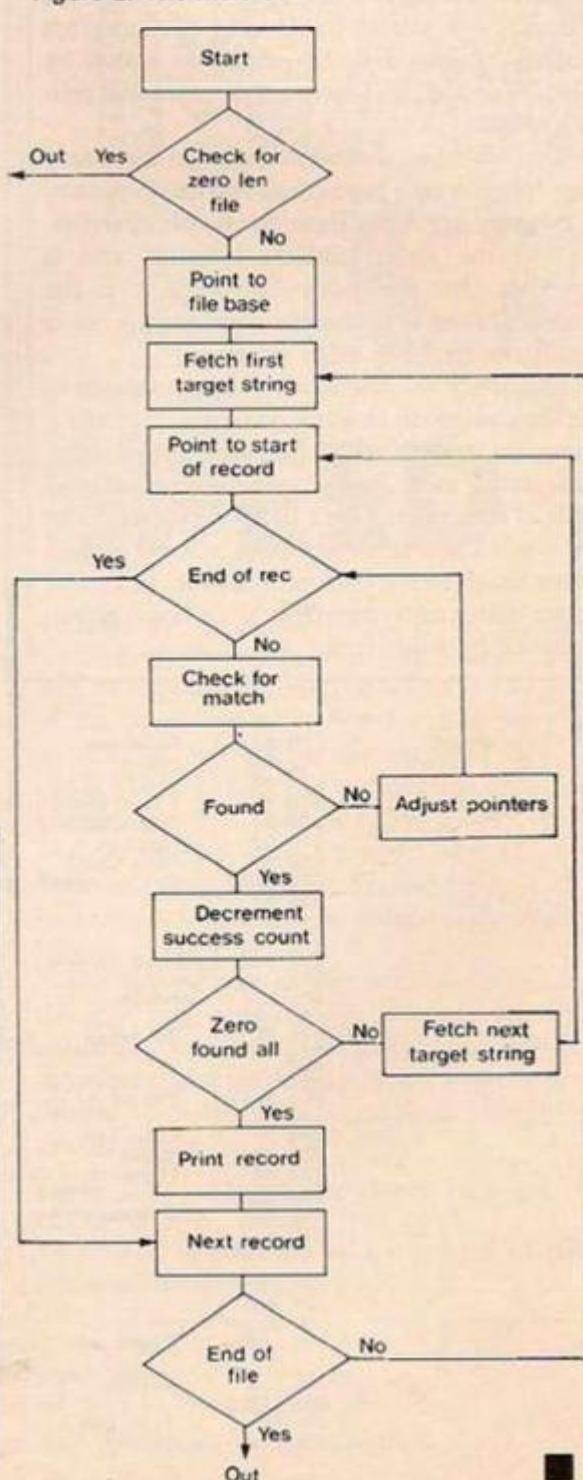 Start
Out Yes
Check for
zero len
file
No
Point to
file base
Fetch first
target string
Point to start
of record
Yes
End of rec
No
Check for
match
Found
No
Adjust pointers
Yes
Decrement
success count
Zero
found all
No
Fetch next
target string
Yes
Print record
Next record
End of
file
No
Yes
Out